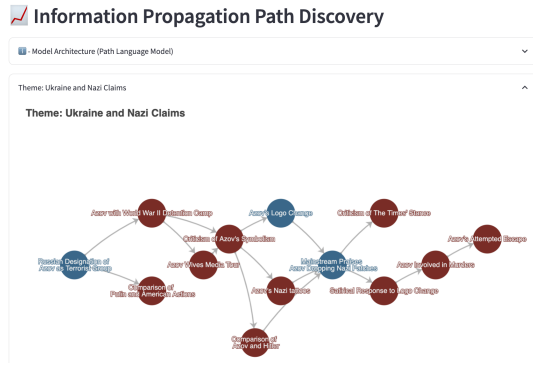 Information Propagation Path Discovery
- Model Architecture (Path Language Model)
Theme: Ukraine and Nazi Claims
Theme: Ukraine and Nazi Claims
Azov with World War II Detention Camp
Azov's Logo Change
Criticism of The Times' Stance
Criticism of Azov's Symbolism
Azov's Attempted Escape
Russian Designation of
Azov as Terrorist Group
Azov Wives Media Tour
Mainstream Praises
Azov Dropping Nazi Patches
Azov Involved in Murders
Comparison of
Putin and American Actions
Azov's Nazi tattoos
Satirical Response to Logo Change
Comparison of
Azov and Hitler